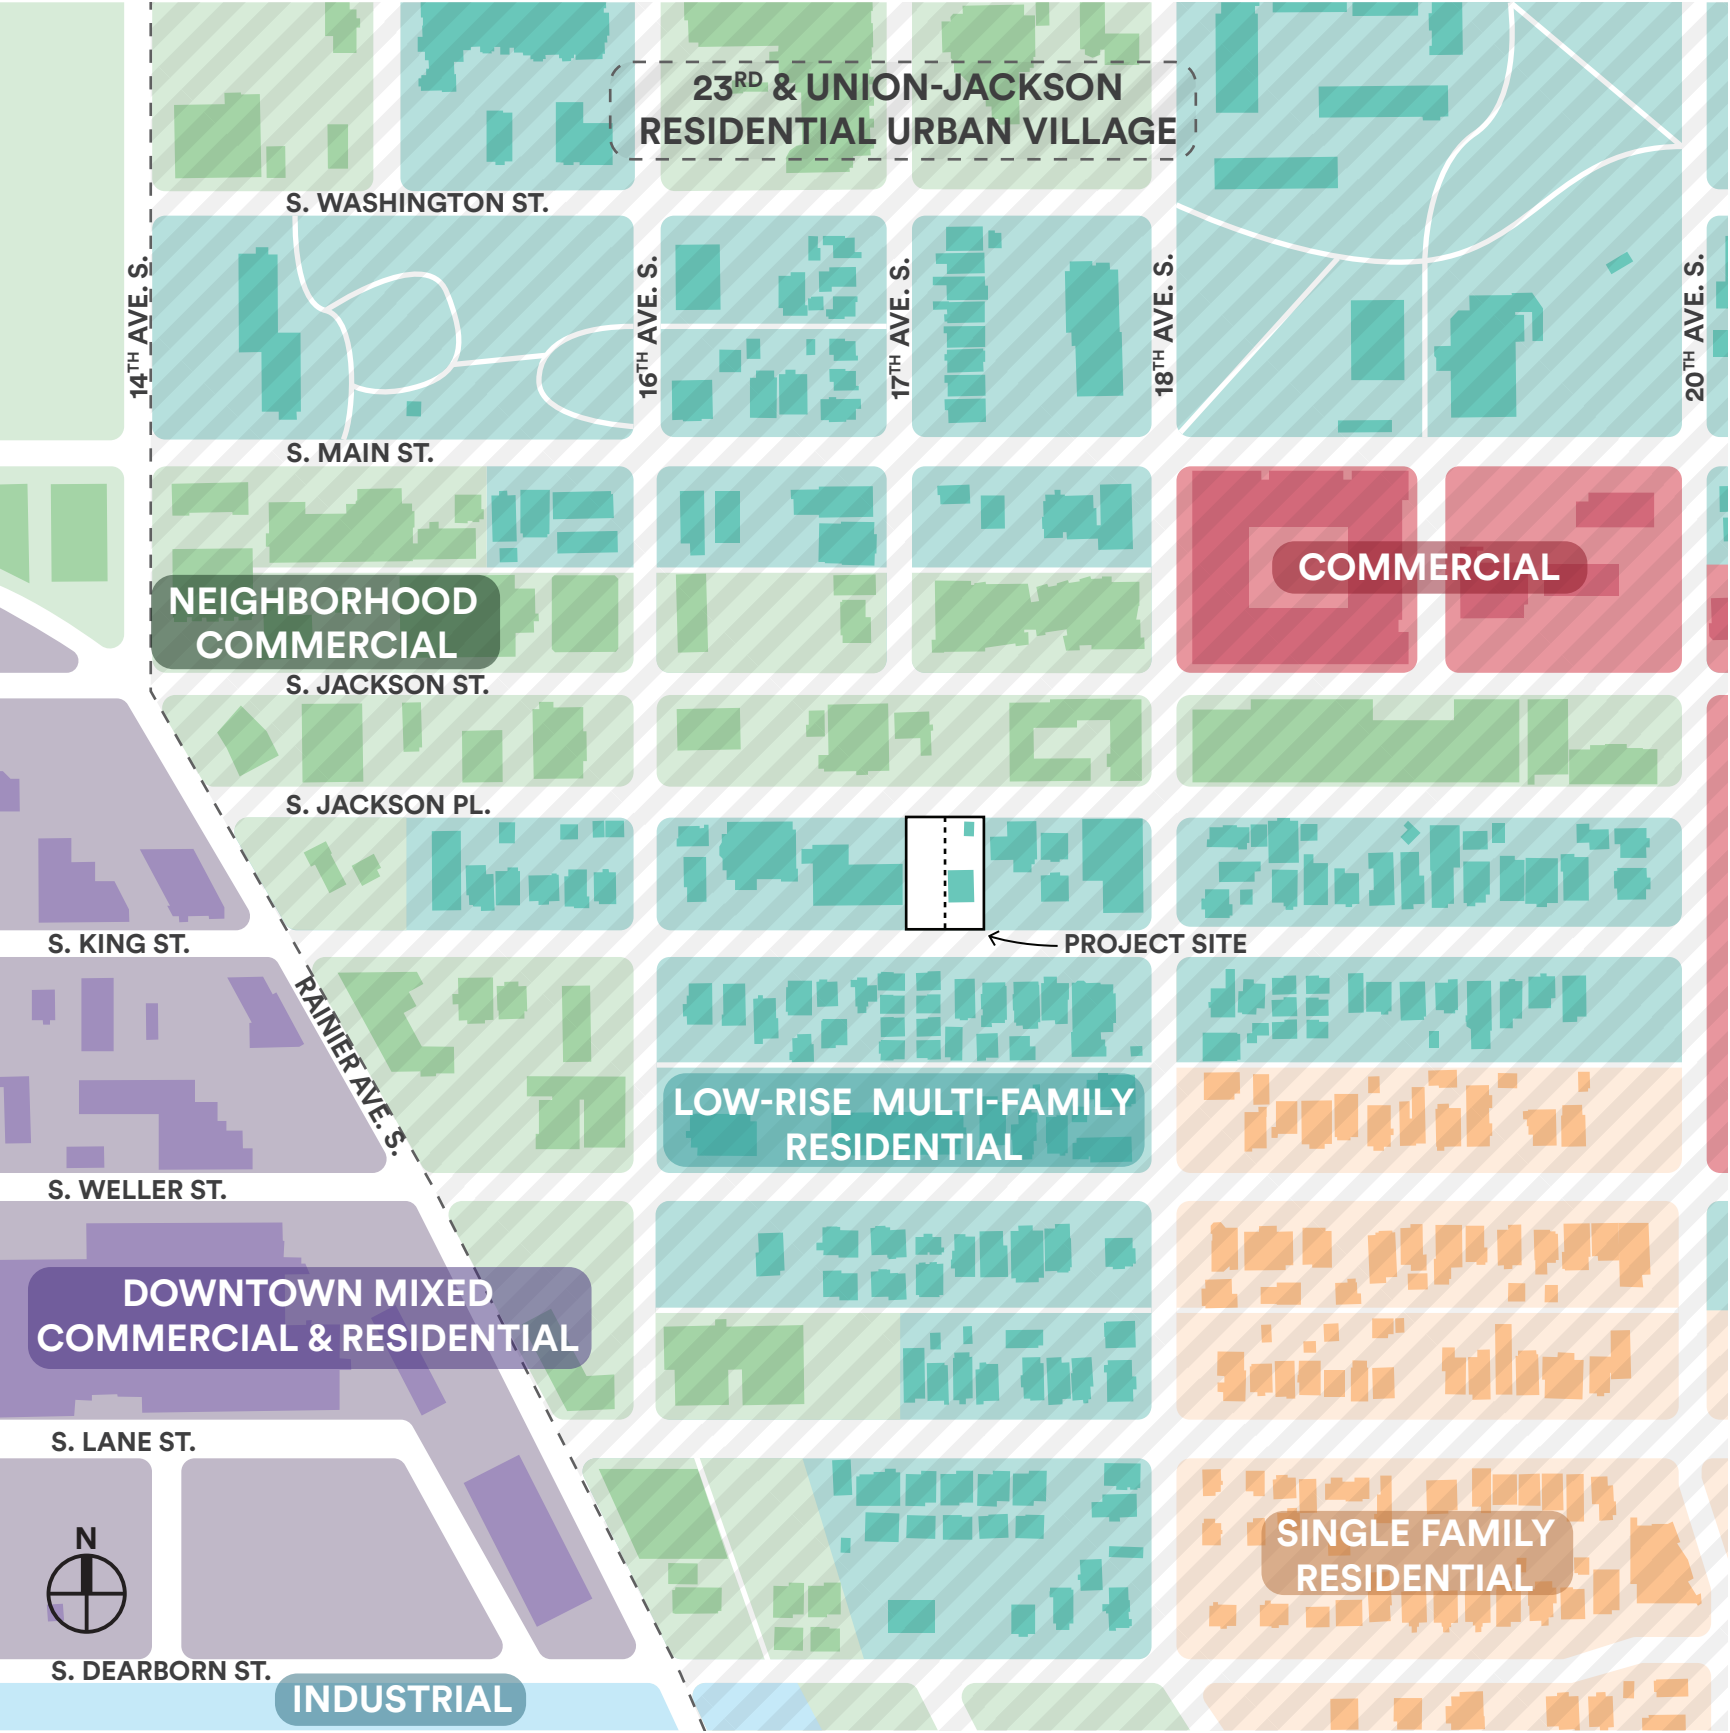 23RD & UNION-JACKSON
RESIDENTIAL URBAN VILLAGE
S. WASHINGTON ST.
14TH AVE. S.
16TH AVE. S.
17TH AVE. S.
18TH AVE. S.
20TH AVE. S.
S. MAIN ST.
COMMERCIAL
NEIGHBORHOOD
COMMERCIAL
S. JACKSON ST.
S. JACKSON PL.
S. KING ST.
PROJECT SITE
RAINIER AVE. S.
LOW-RISE MULTI-FAMILY
RESIDENTIAL
S. WELLER ST.
DOWNTOWN MIXED
COMMERCIAL & RESIDENTIAL
S. LANE ST.
N
SINGLE FAMILY
RESIDENTIAL
S. DEARBORN ST.
INDUSTRIAL